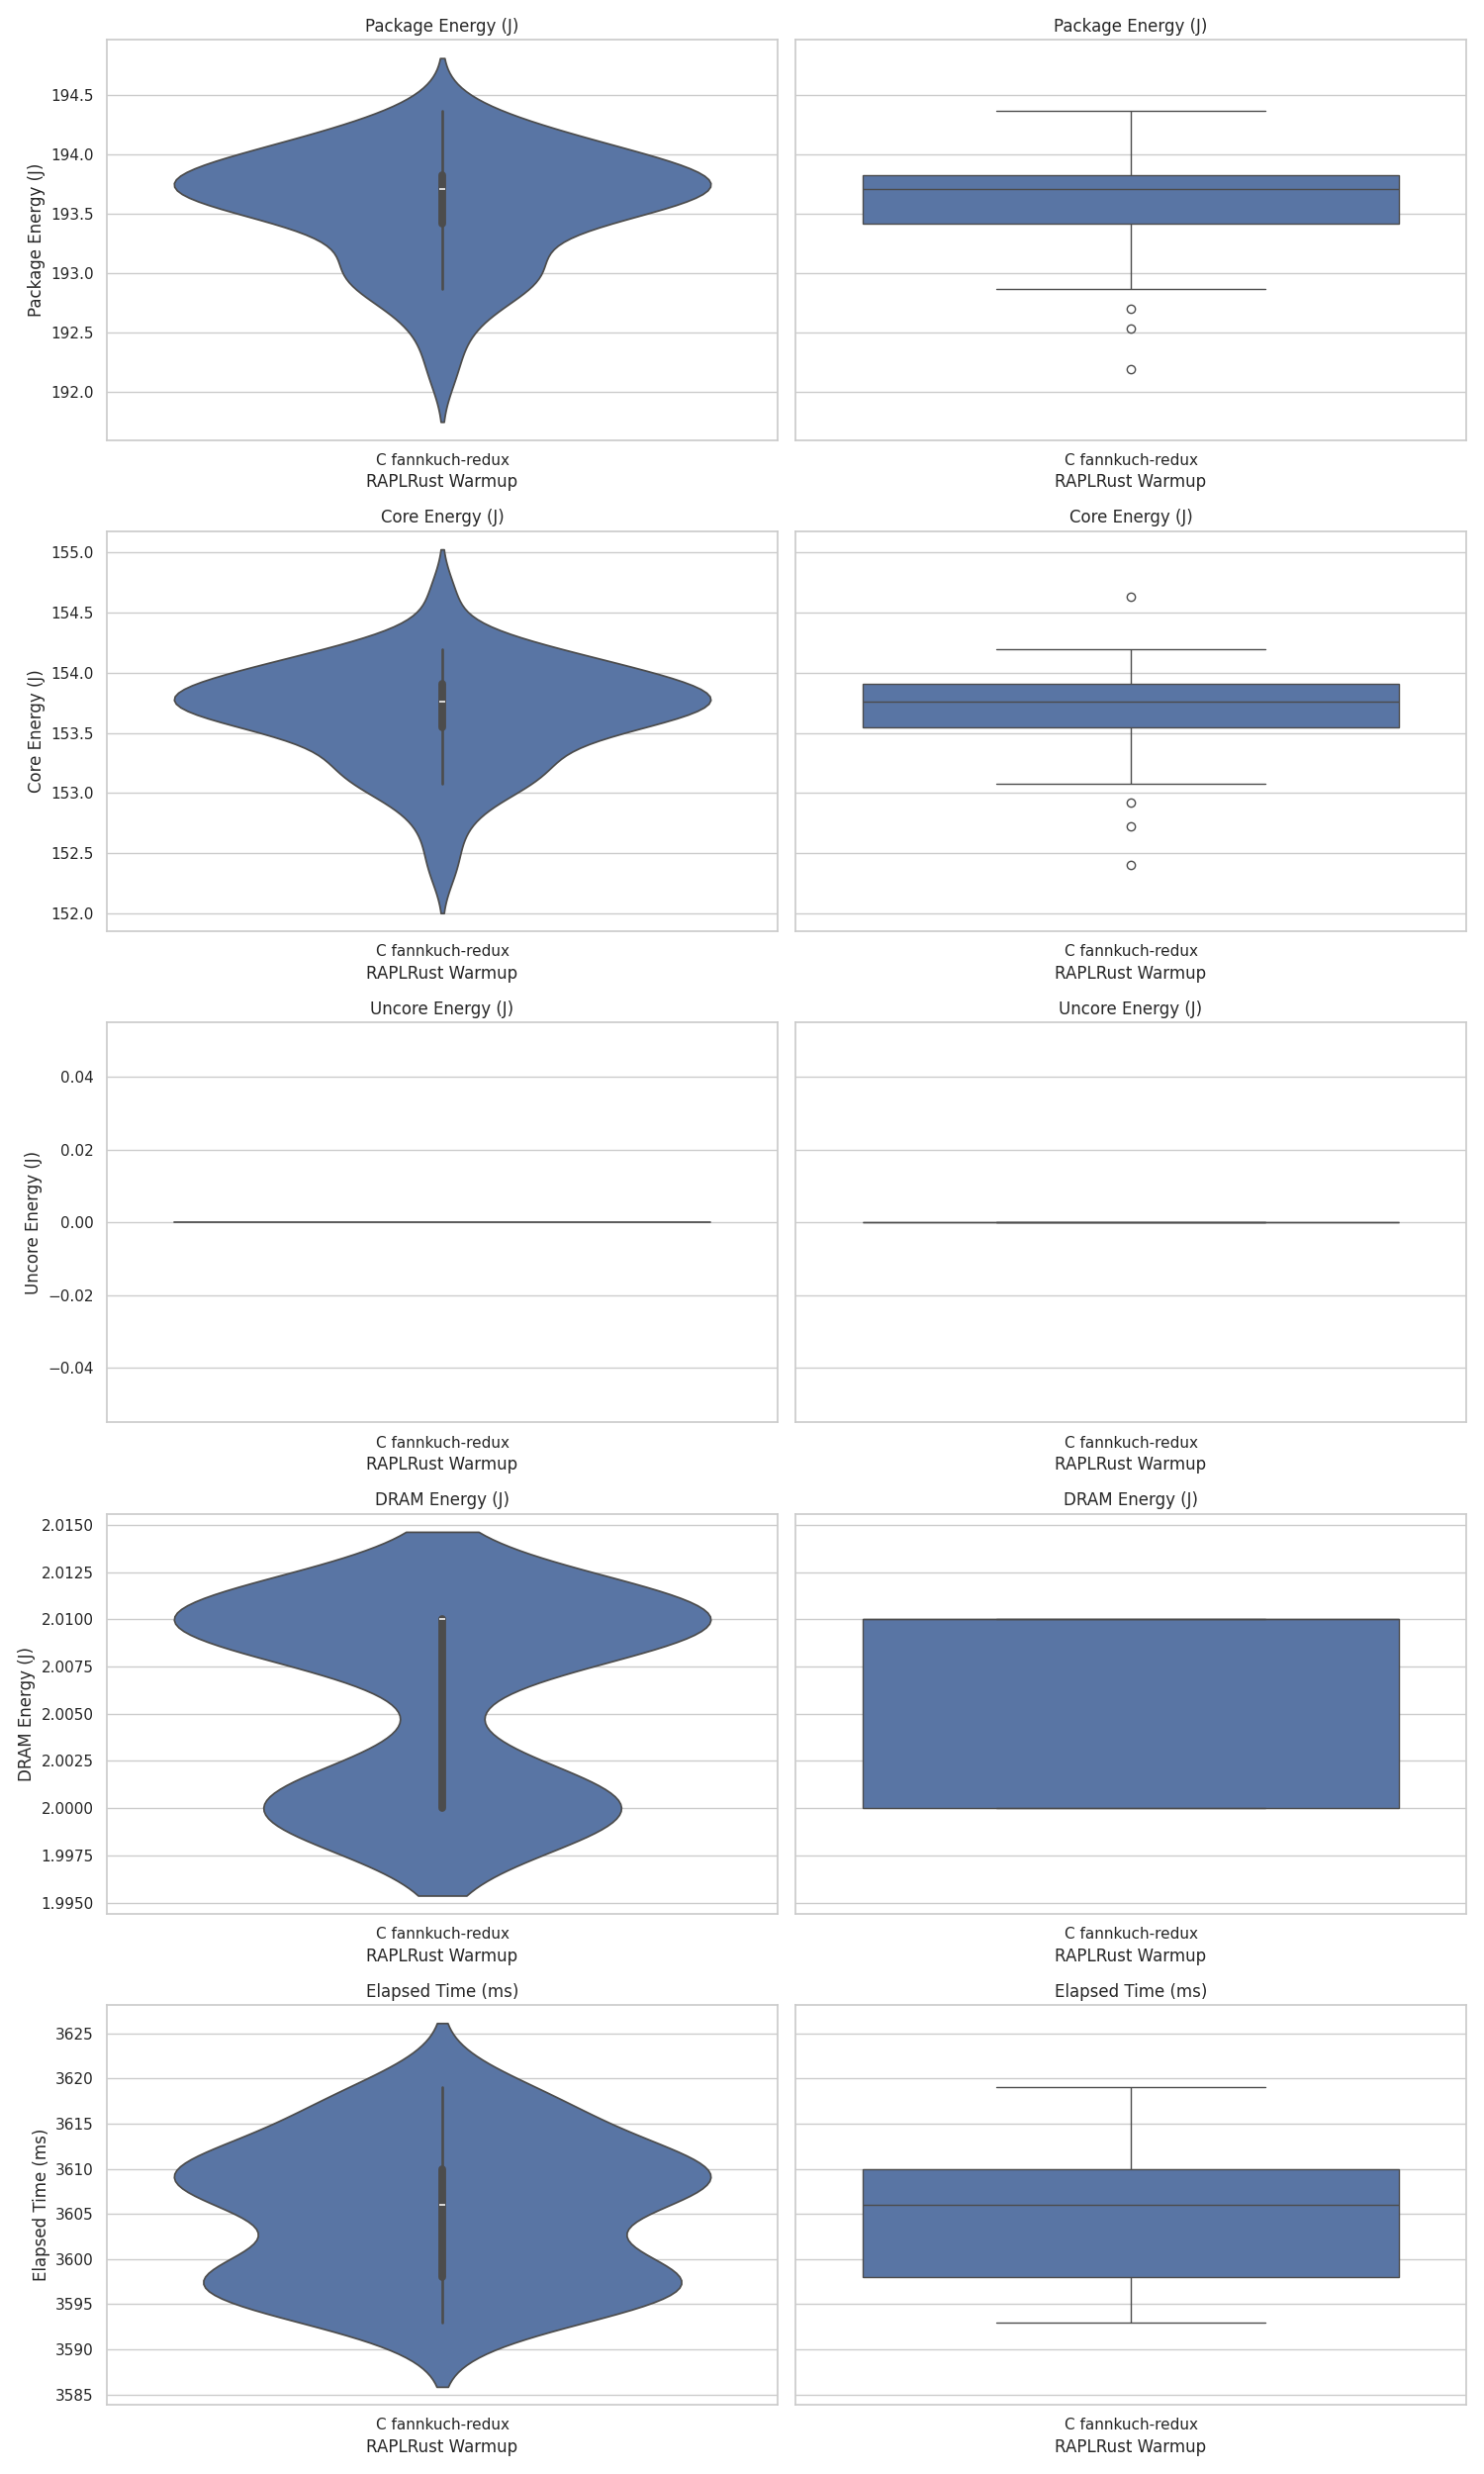 Package Energy (J)
Package Energy (J)
Package Energy (J)
194.5
194.0
193.5
193.0
192.5
192.0
C fannkuch-redux
RAPLRust Warmup
C fannkuch-redux
RAPLRust Warmup
Core Energy (J)
Core Energy (J)
Core Energy (J)
155.0
154.5
154.0
153.5
153.0
152.5
152.0
C fannkuch-redux
RAPLRust Warmup
C fannkuch-redux
RAPLRust Warmup
Uncore Energy (J)
Uncore Energy (J)
Uncore Energy (J)
0.04
0.02
0.00
−0.02
−0.04
C fannkuch-redux
RAPLRust Warmup
C fannkuch-redux
RAPLRust Warmup
DRAM Energy (J)
DRAM Energy (J)
DRAM Energy (J)
2.0150
2.0125
2.0100
2.0075
2.0050
2.0025
2.0000
1.9975
1.9950
C fannkuch-redux
RAPLRust Warmup
C fannkuch-redux
RAPLRust Warmup
Elapsed Time (ms)
Elapsed Time (ms)
Elapsed Time (ms)
3625
3620
3615
3610
3605
3600
3595
3590
3585
C fannkuch-redux
RAPLRust Warmup
C fannkuch-redux
RAPLRust Warmup